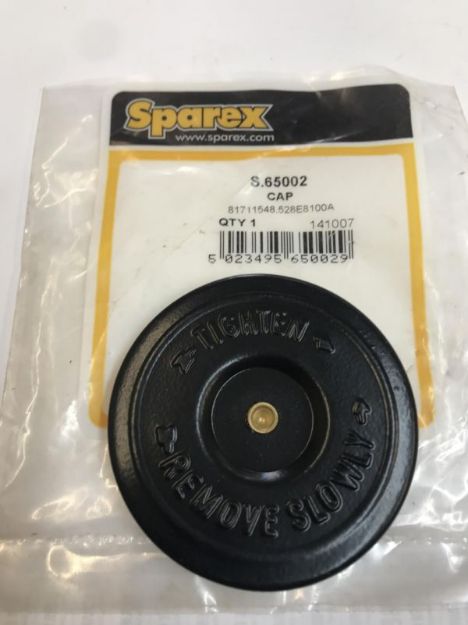 Sparex
www.sparex.com
S.65002
CAP
81711548.528E8100A
QTY 1 141007
5 023495 650029
TIGHTEN
REMOVE SLOWLY